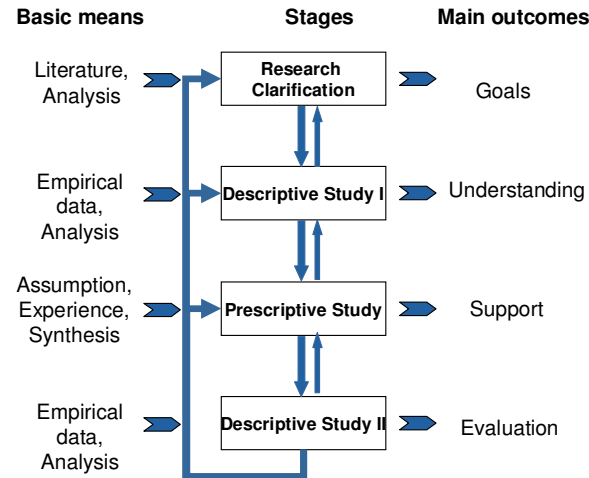 Basic means Stages Main outcomes
Literature,
Analysis
Research
Clarification
Goals
Empirical
data,
Analysis
Descriptive Study I
Understanding
Assumption,
Experience,
Synthesis
Prescriptive Study
Support
Empirical
data,
Analysis
Descriptive Study II
Evaluation